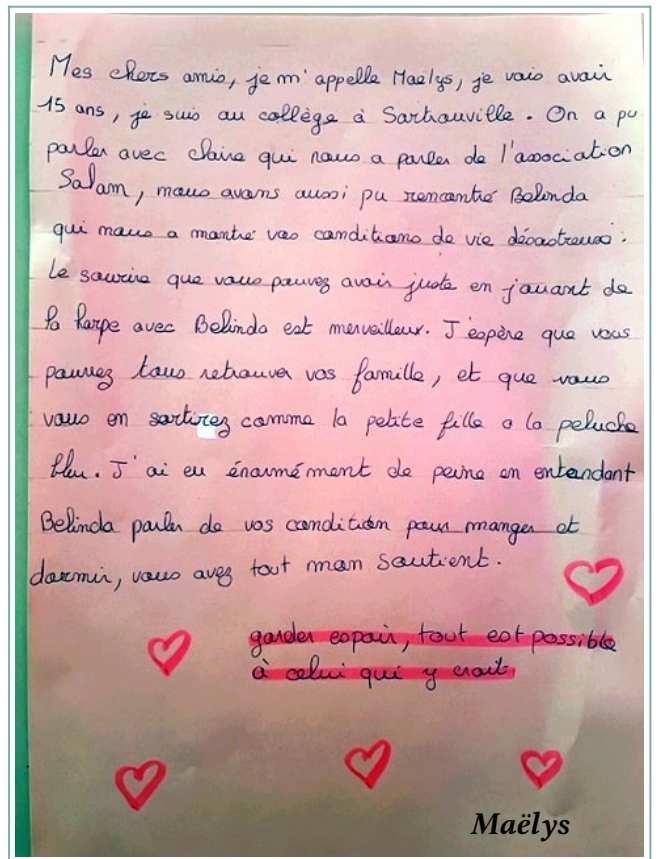 Mes chers amis, je m'appelle Maëlys, je vais avoir
15 ans, je suis au collège à Sartrouville. On a pu
parler avec claire qui nous a parler de l'association
Salam, nous avons aussi pu rencontré Belinda
qui nous a montré vos conditions de vie désastreuse.
Le sourire que vous pouvez avoir juste en jouant de
la harpe avec Belinda est merveilleux. J'espère que vous
pourrez tous retrouver vos famille, et que vous
vous en sortirez comme la petite fille a la peluche
bleu. J'ai eu énormément de peine en entendant
Belinda parler de vos condition pour manger et
dormir, vous avez tout mon soutient.
garder espoir, tout est possible
à celui qui y croit.
Maëlys